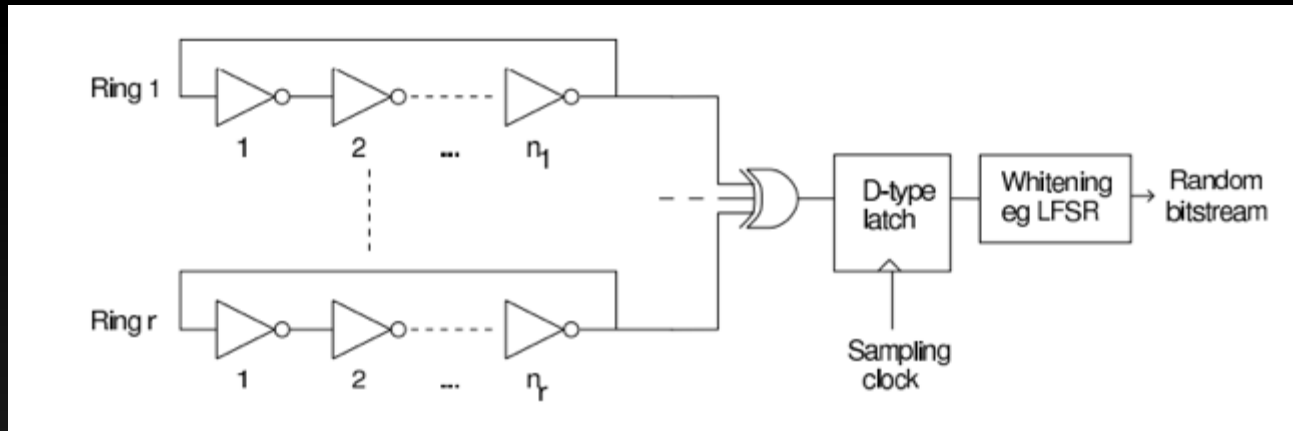 Ring 1
1 2 ... n1
D-type
latch
Whitening
eg LFSR
Random
bitstream
Ring r
1 2 ... nr
Sampling
clock